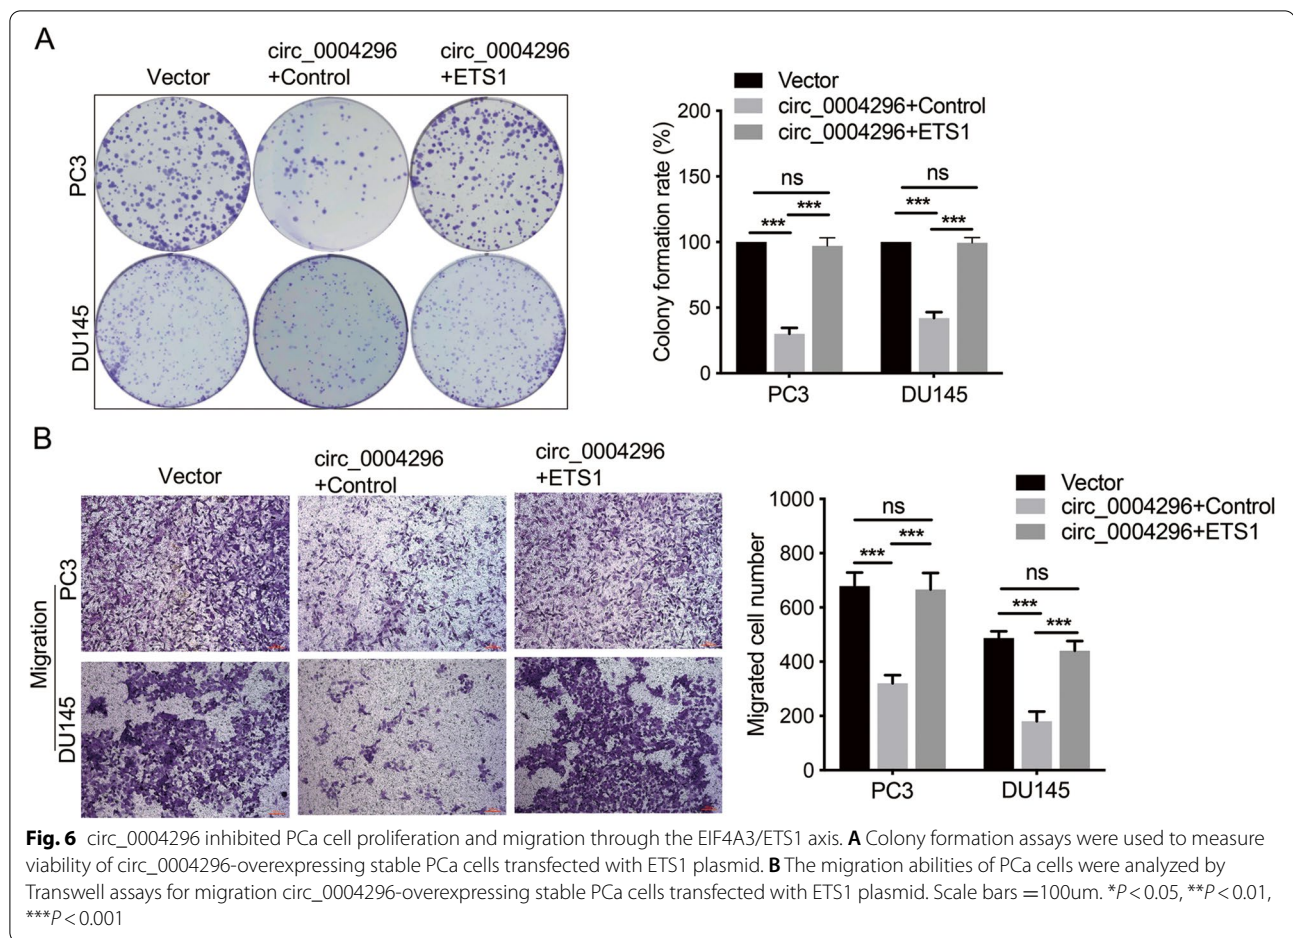 A
Vector
circ_0004296
+Control
circ_0004296
+ETS1
PC3
DU145
Vector
circ_0004296+Control
circ_0004296+ETS1
Colony formation rate (%)
200
150
100
50
0
ns
*** ***
ns
***
***
PC3
DU145
B
Vector
circ_0004296
+Control
circ_0004296
+ETS1
Migration
PC3
DU145
Vector
circ_0004296+Control
circ_0004296+ETS1
Migrated cell number
1000
800
600
400
200
0
ns
***
***
ns
***
***
PC3
DU145
Fig. 6 circ_0004296 inhibited PCa cell proliferation and migration through the EIF4A3/ETS1 axis. A Colony formation assays were used to measure
viability of circ_0004296-overexpressing stable PCa cells transfected with ETS1 plasmid. B The migration abilities of PCa cells were analyzed by
Transwell assays for migration circ_0004296-overexpressing stable PCa cells transfected with ETS1 plasmid. Scale bars =100um. *P < 0.05, **P < 0.01,
***P < 0.001